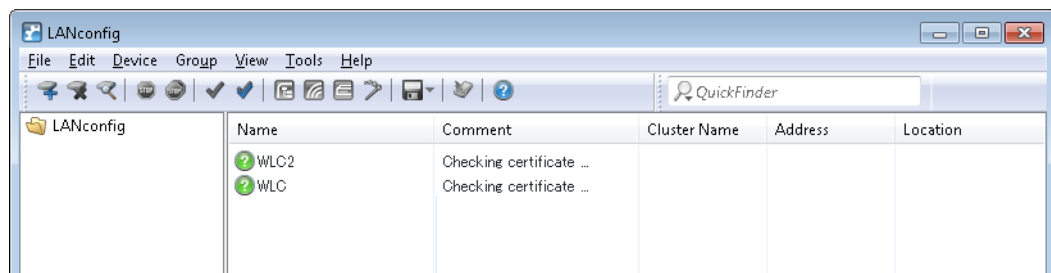 LANconfig
File Edit Device Group View Tools Help
QuickFinder
LANconfig
Name Comment Cluster Name Address Location
WLC2 Checking certificate ...
WLC Checking certificate ...